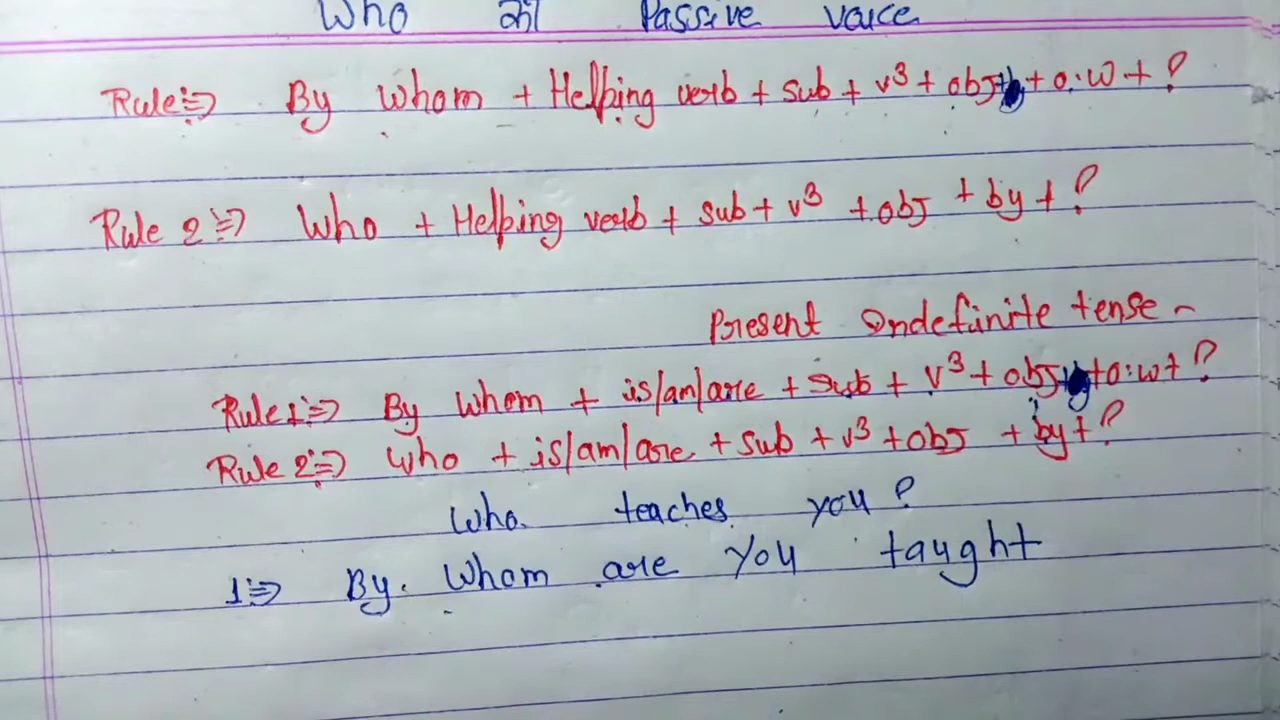 Who का Passive voice
Rule:⇒ By whom + Helping verb + sub + v³ + obj + o.w + ?
Rule 2⇒ Who + Helping verb + sub + v³ + obj + by + ?
Present Indefinite tense -
Rule 1⇒ By whom + is/am/are + sub + v³ + obj + o.w + ?
Rule 2⇒ who + is/am/are + sub + v³ + obj + by + ?
Who. teaches you ?
1⇒ By. Whom are you taught